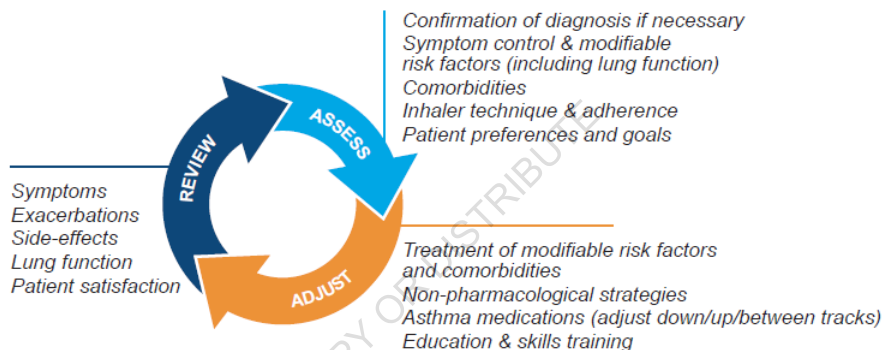 Confirmation of diagnosis if necessary
Symptom control & modifiable
risk factors (including lung function)
Comorbidities
Inhaler technique & adherence
Patient preferences and goals
ASSESS
REVIEW
Symptoms
Exacerbations
Side-effects
Lung function
Patient satisfaction
ADJUST
Treatment of modifiable risk factors
and comorbidities
Non-pharmacological strategies
Asthma medications (adjust down/up/between tracks)
Education & skills training
OR DISTRIBUTE